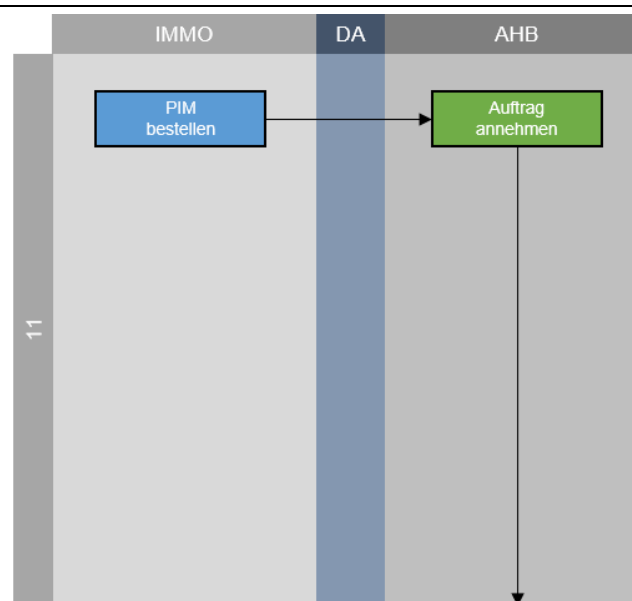 IMMO
DA
AHB
PIM
bestellen
Auftrag
annehmen
11